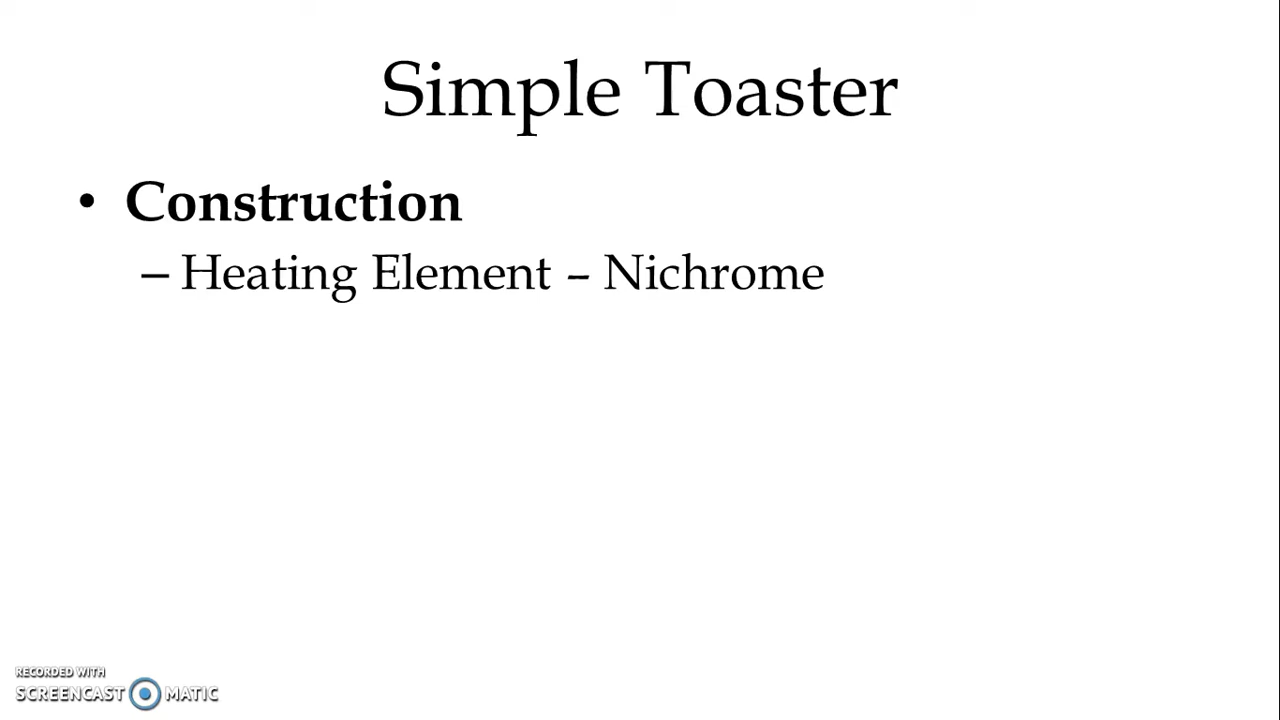 Simple Toaster
• Construction
– Heating Element – Nichrome
RECORDED WITH
SCREENCAST MATIC